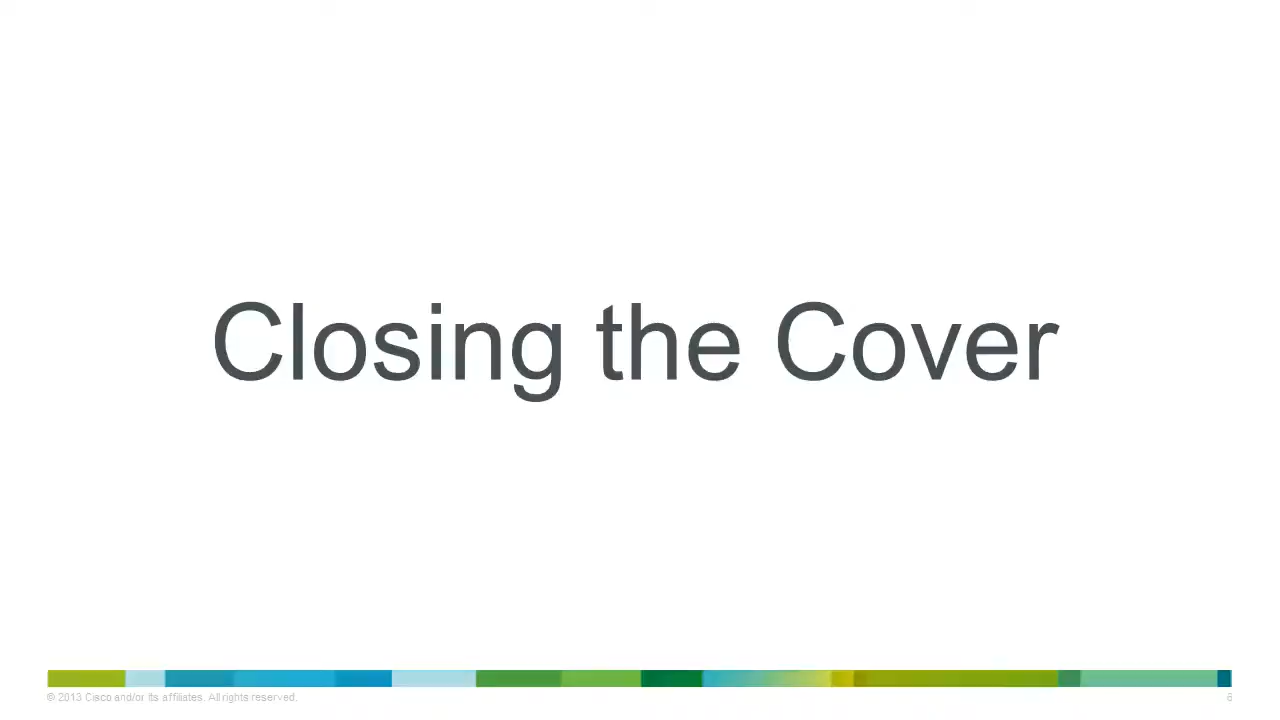 Closing the Cover
© 2013 Cisco and/or its affiliates. All rights reserved.